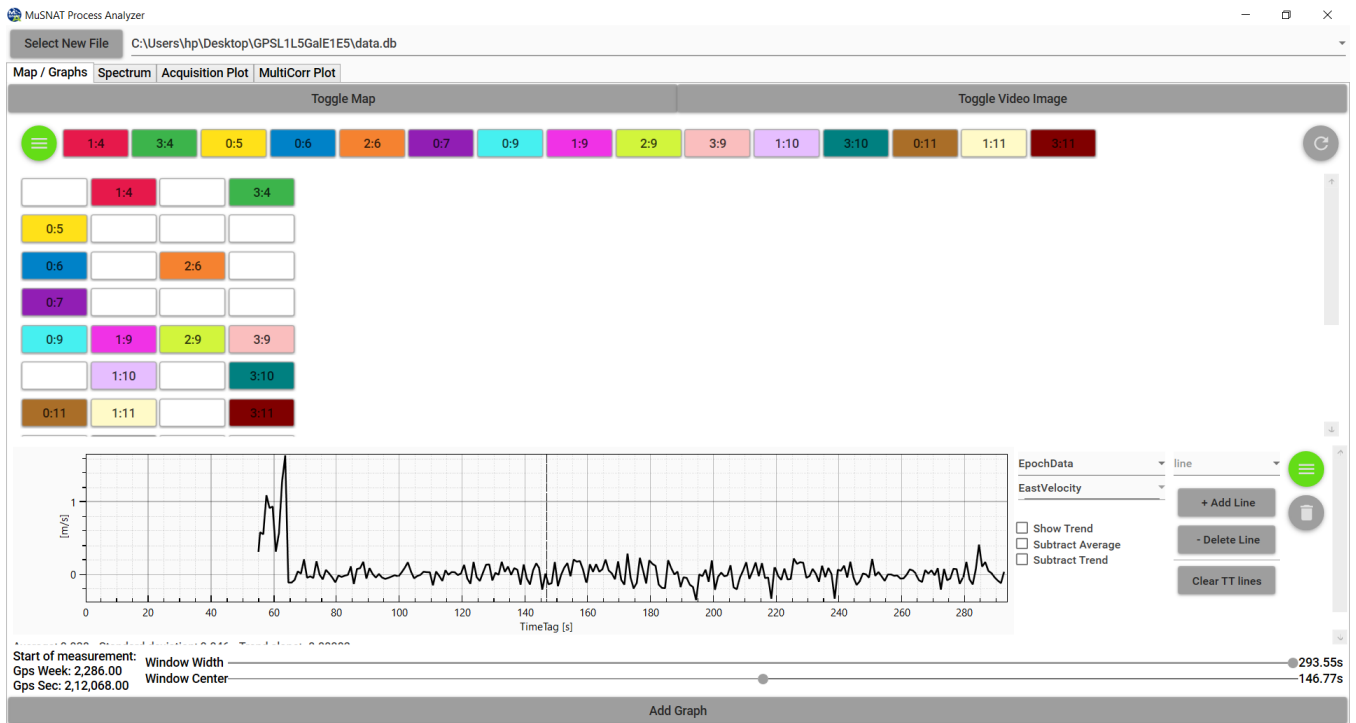 MuSNAT Process Analyzer
Select New File C:\Users\hp\Desktop\GPSL1L5GalE1E5\data.db
Map / Graphs Spectrum Acquisition Plot MultiCorr Plot
Toggle Map Toggle Video Image
1:4 3:4 0:5 0:6 2:6 0:7 0:9 1:9 2:9 3:9 1:10 3:10 0:11 1:11 3:11
1:4 3:4
0:5
0:6 2:6
0:7
0:9 1:9 2:9 3:9
1:10 3:10
0:11 1:11 3:11
EpochData line
EastVelocity
+ Add Line
Show Trend
Subtract Average
Subtract Trend
- Delete Line
Clear TT lines
[m/s]
1
0
0 20 40 60 80 100 120 140 160 180 200 220 240 260 280
TimeTag [s]
Start of measurement:
Gps Week: 2,286.00
Gps Sec: 2,12,068.00
Window Width 293.55s
Window Center 146.77s
Add Graph